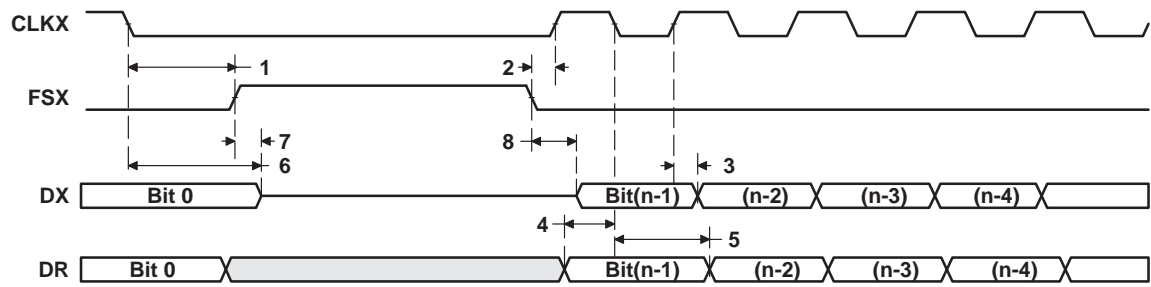 CLKX
1
2
FSX
7
8
6
3
DX Bit 0 Bit(n-1) (n-2) (n-3) (n-4)
4
5
DR Bit 0 Bit(n-1) (n-2) (n-3) (n-4)